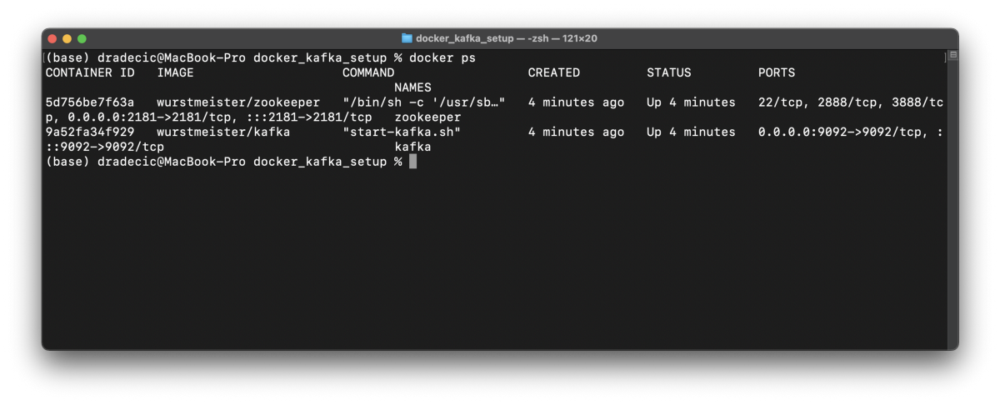 docker_kafka_setup — -zsh — 121×20
[(base) dradecic@MacBook-Pro docker_kafka_setup % docker ps ]
CONTAINER ID   IMAGE                    COMMAND                  CREATED         STATUS         PORTS
                                               NAMES
5d756be7f63a   wurstmeister/zookeeper   "/bin/sh -c '/usr/sb…"   4 minutes ago   Up 4 minutes   22/tcp, 2888/tcp, 3888/tc
p, 0.0.0.0:2181->2181/tcp, :::2181->2181/tcp   zookeeper
9a52fa34f929   wurstmeister/kafka       "start-kafka.sh"         4 minutes ago   Up 4 minutes   0.0.0.0:9092->9092/tcp, :
::9092->9092/tcp                               kafka
(base) dradecic@MacBook-Pro docker_kafka_setup %